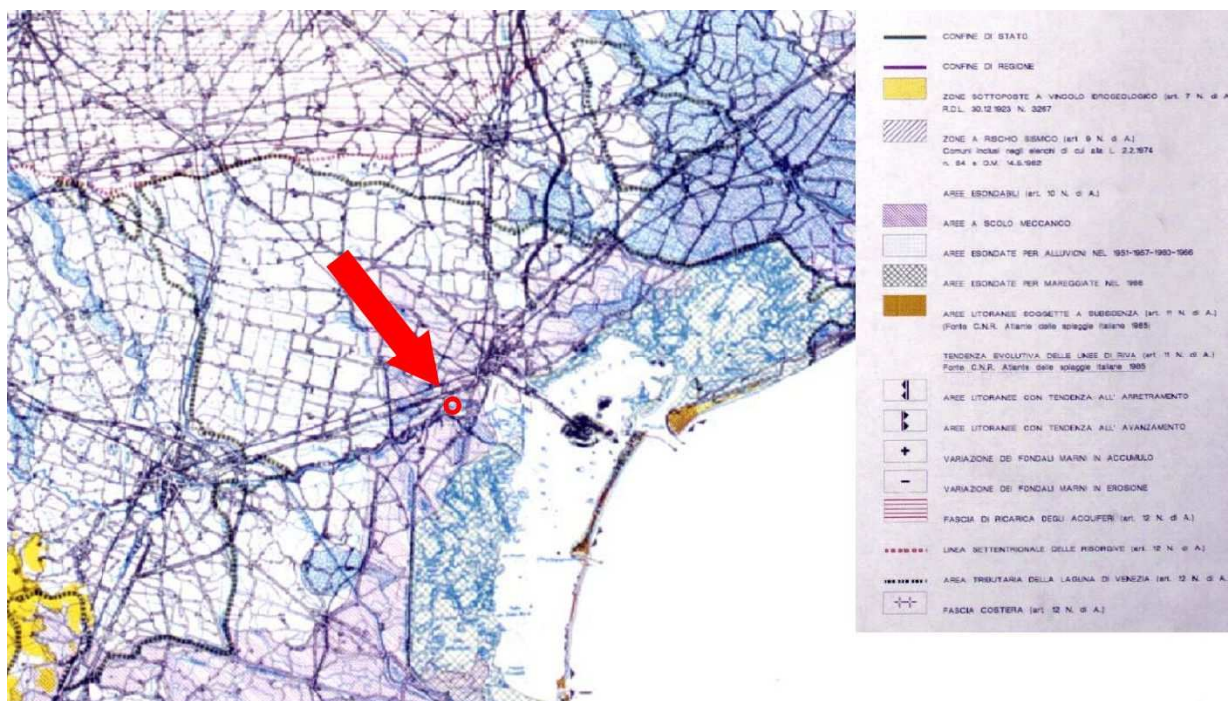 CONFINE DI STATO
CONFINE DI REGIONE
ZONE SOTTOPOSTE A VINCOLO IDROGEOLOGICO (art. 7 N. di A
R.D.L. 30.12.1923 N. 3267
ZONE A RISCHIO SISMICO (art 9 N. di A.)
Comuni inclusi negli elenchi di cui alla L. 2.2.1974
n. 64 e D.M. 14.5.1982
AREE ESONDABILI (art. 10 N. di A.)
AREE A SCOLO MECCANICO
AREE ESONDATE PER ALLUVIONI NEL 1951-1957-1960-1966
AREE ESONDATE PER MAREGGIATE NEL 1966
AREE LITORANEE SOGGETTE A SUBSIDENZA (art. 11 N. di A.)
(Fonte C.N.R. Atlante delle spiagge italiane 1985)
TENDENZA EVOLUTIVA DELLE LINEE DI RIVA (art. 11 N. di A.)
Fonte C.N.R. Atlante delle spiagge italiane 1985
AREE LITORANEE CON TENDENZA ALL' ARRETRAMENTO
AREE LITORANEE CON TENDENZA ALL' AVANZAMENTO
VARIAZIONE DEI FONDALI MARINI IN ACCUMULO
VARIAZIONE DEI FONDALI MARINI IN EROSIONE
FASCIA DI RICARICA DEGLI ACQUIFERI (art. 12 N. di A.)
LINEA SETTENTRIONALE DELLE RISORGIVE (art. 12 N. di A.)
AREA TRIBUTARIA DELLA LAGUNA DI VENEZIA (art. 12 N. di A.
FASCIA COSTERA (art. 12 N. di A.)